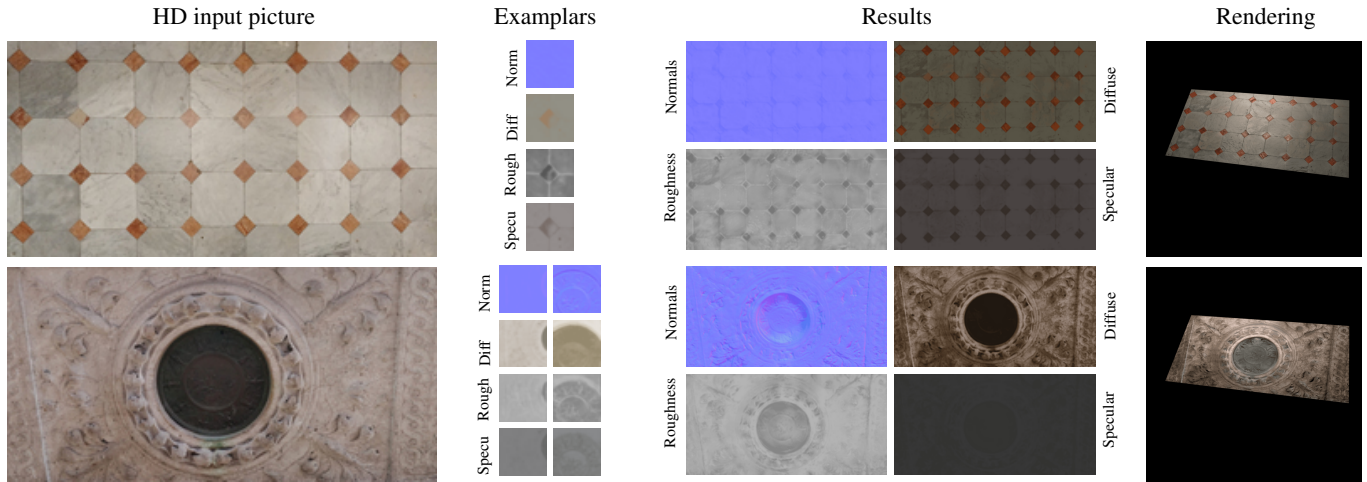 HD input picture
Examplars
Results
Rendering
Norm
Diff
Rough
Specu
Normals
Diffuse
Roughness
Specular
Norm
Diff
Rough
Specu
Normals
Diffuse
Roughness
Specular